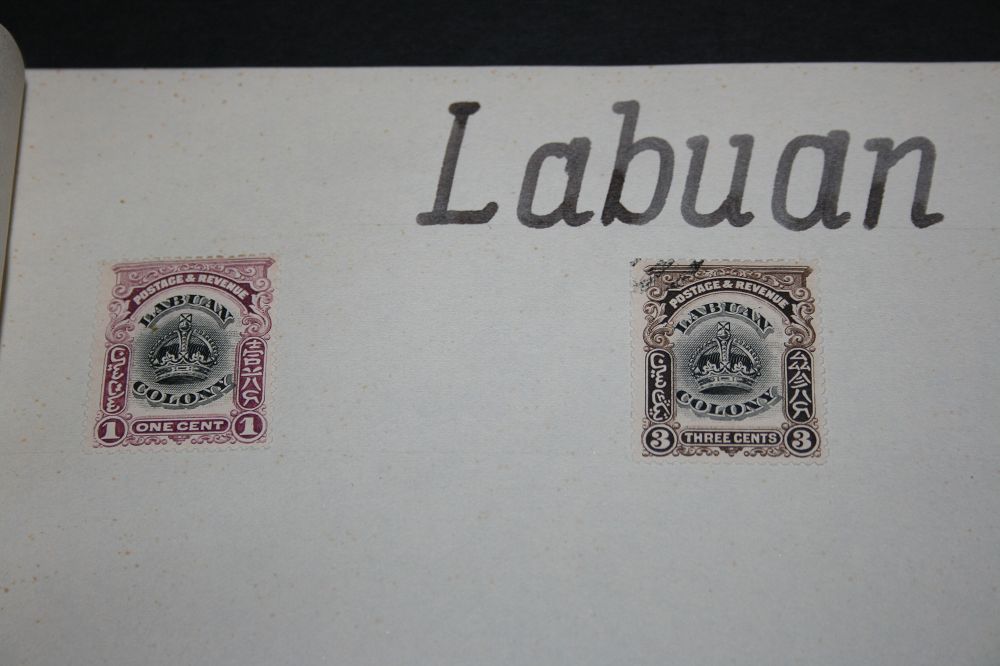 Labuan
POSTAGE & REVENUE
LABUAN
COLONY
1 ONE CENT 1
POSTAGE & REVENUE
LABUAN
COLONY
3 THREE CENTS 3